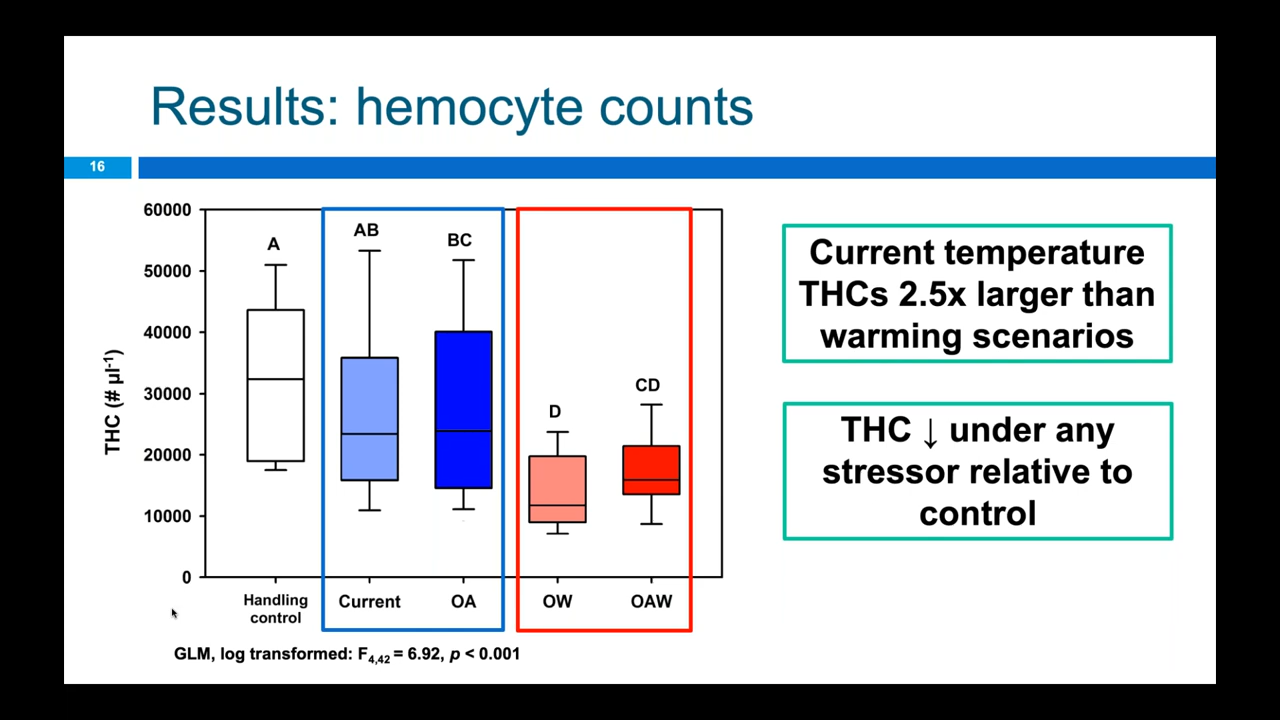 Results: hemocyte counts
16
60000
50000
40000
30000
20000
10000
0
THC (# µl⁻¹)
A
AB
BC
D
CD
Handling
control
Current
OA
OW
OAW
GLM, log transformed: F₄,₄₂ = 6.92, p < 0.001
Current temperature
THCs 2.5x larger than
warming scenarios
THC ↓ under any
stressor relative to
control